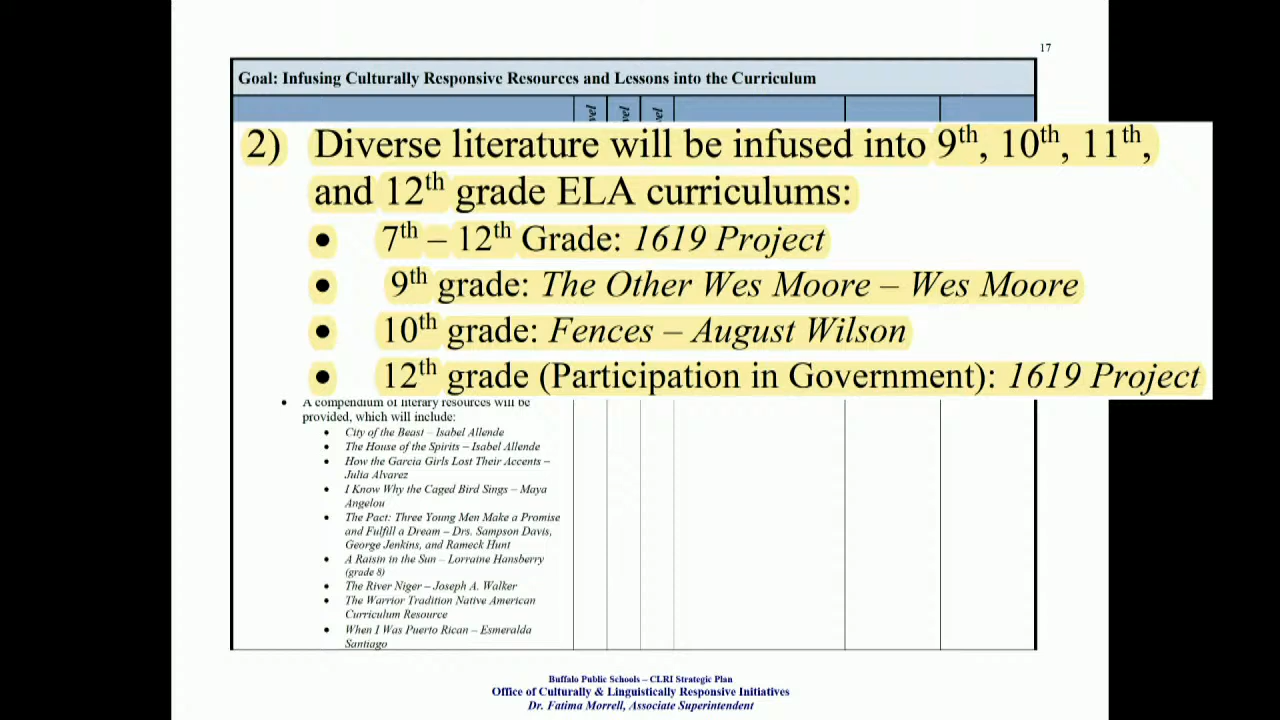 17
Goal: Infusing Culturally Responsive Resources and Lessons into the Curriculum
2) Diverse literature will be infused into 9th, 10th, 11th,
and 12th grade ELA curriculums:
• 7th – 12th Grade: 1619 Project
• 9th grade: The Other Wes Moore – Wes Moore
• 10th grade: Fences – August Wilson
• 12th grade (Participation in Government): 1619 Project
• A compendium of literary resources will be
provided, which will include:
• City of the Beast – Isabel Allende
• The House of the Spirits – Isabel Allende
• How the Garcia Girls Lost Their Accents –
Julia Alvarez
• I Know Why the Caged Bird Sings – Maya
Angelou
• The Pact: Three Young Men Make a Promise
and Fulfill a Dream – Drs. Sampson Davis,
George Jenkins, and Rameck Hunt
• A Raisin in the Sun – Lorraine Hansberry
(grade 8)
• The River Niger – Joseph A. Walker
• The Warrior Tradition Native American
Curriculum Resource
• When I Was Puerto Rican – Esmeralda
Santiago
Buffalo Public Schools – CLRI Strategic Plan
Office of Culturally & Linguistically Responsive Initiatives
Dr. Fatima Morrell, Associate Superintendent